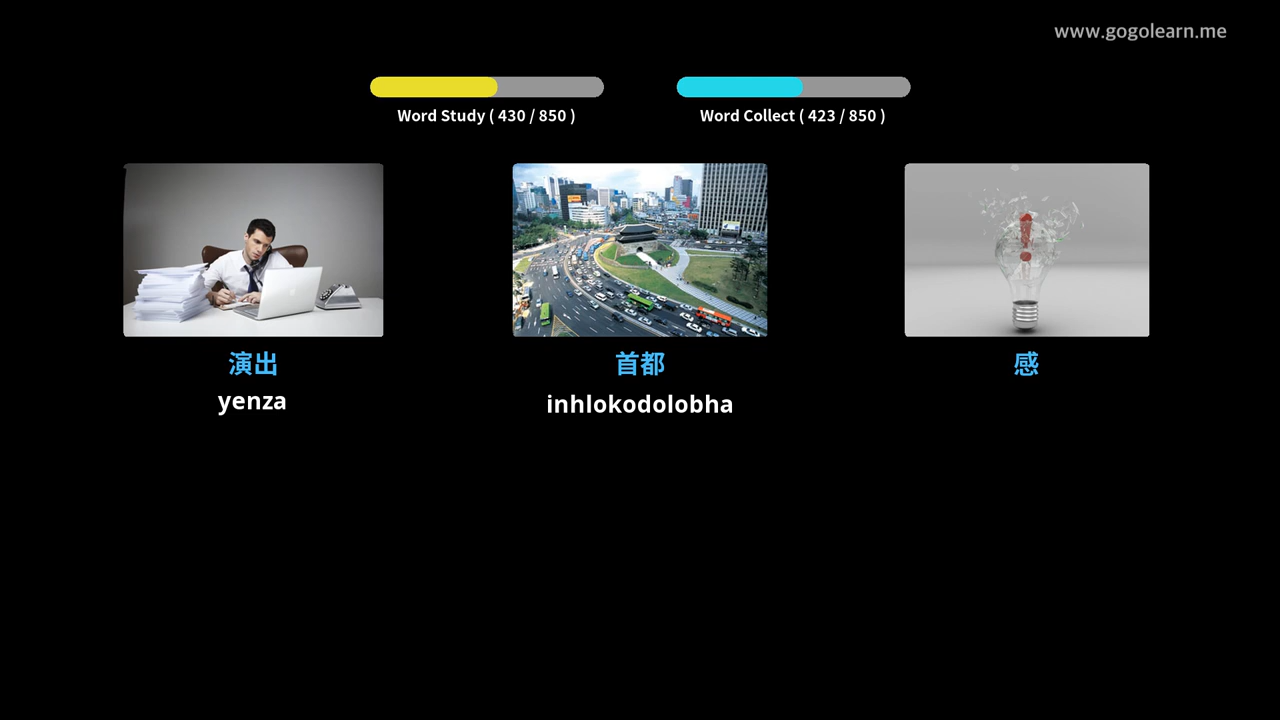 www.gogolearn.me
Word Study ( 430 / 850 )
Word Collect ( 423 / 850 )
演出
首都
感
yenza
inhlokodolobha